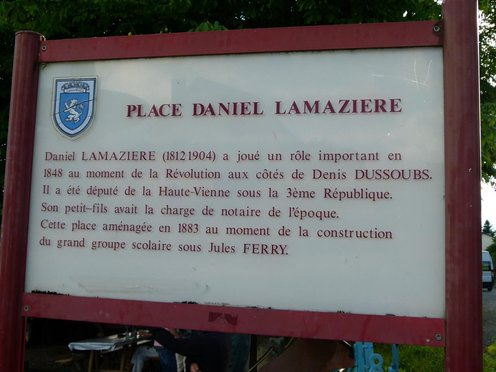 PLACE DANIEL LAMAZIERE
Daniel LAMAZIERE (1812 1904) a joué un rôle important en
1848 au moment de la Révolution aux côtés de Denis DUSSOUBS.
Il a été député de la Haute-Vienne sous la 3ème République.
Son petit-fils avait la charge de notaire de l'époque.
Cette place aménagée en 1883 au moment de la construction
du grand groupe scolaire sous Jules FERRY.